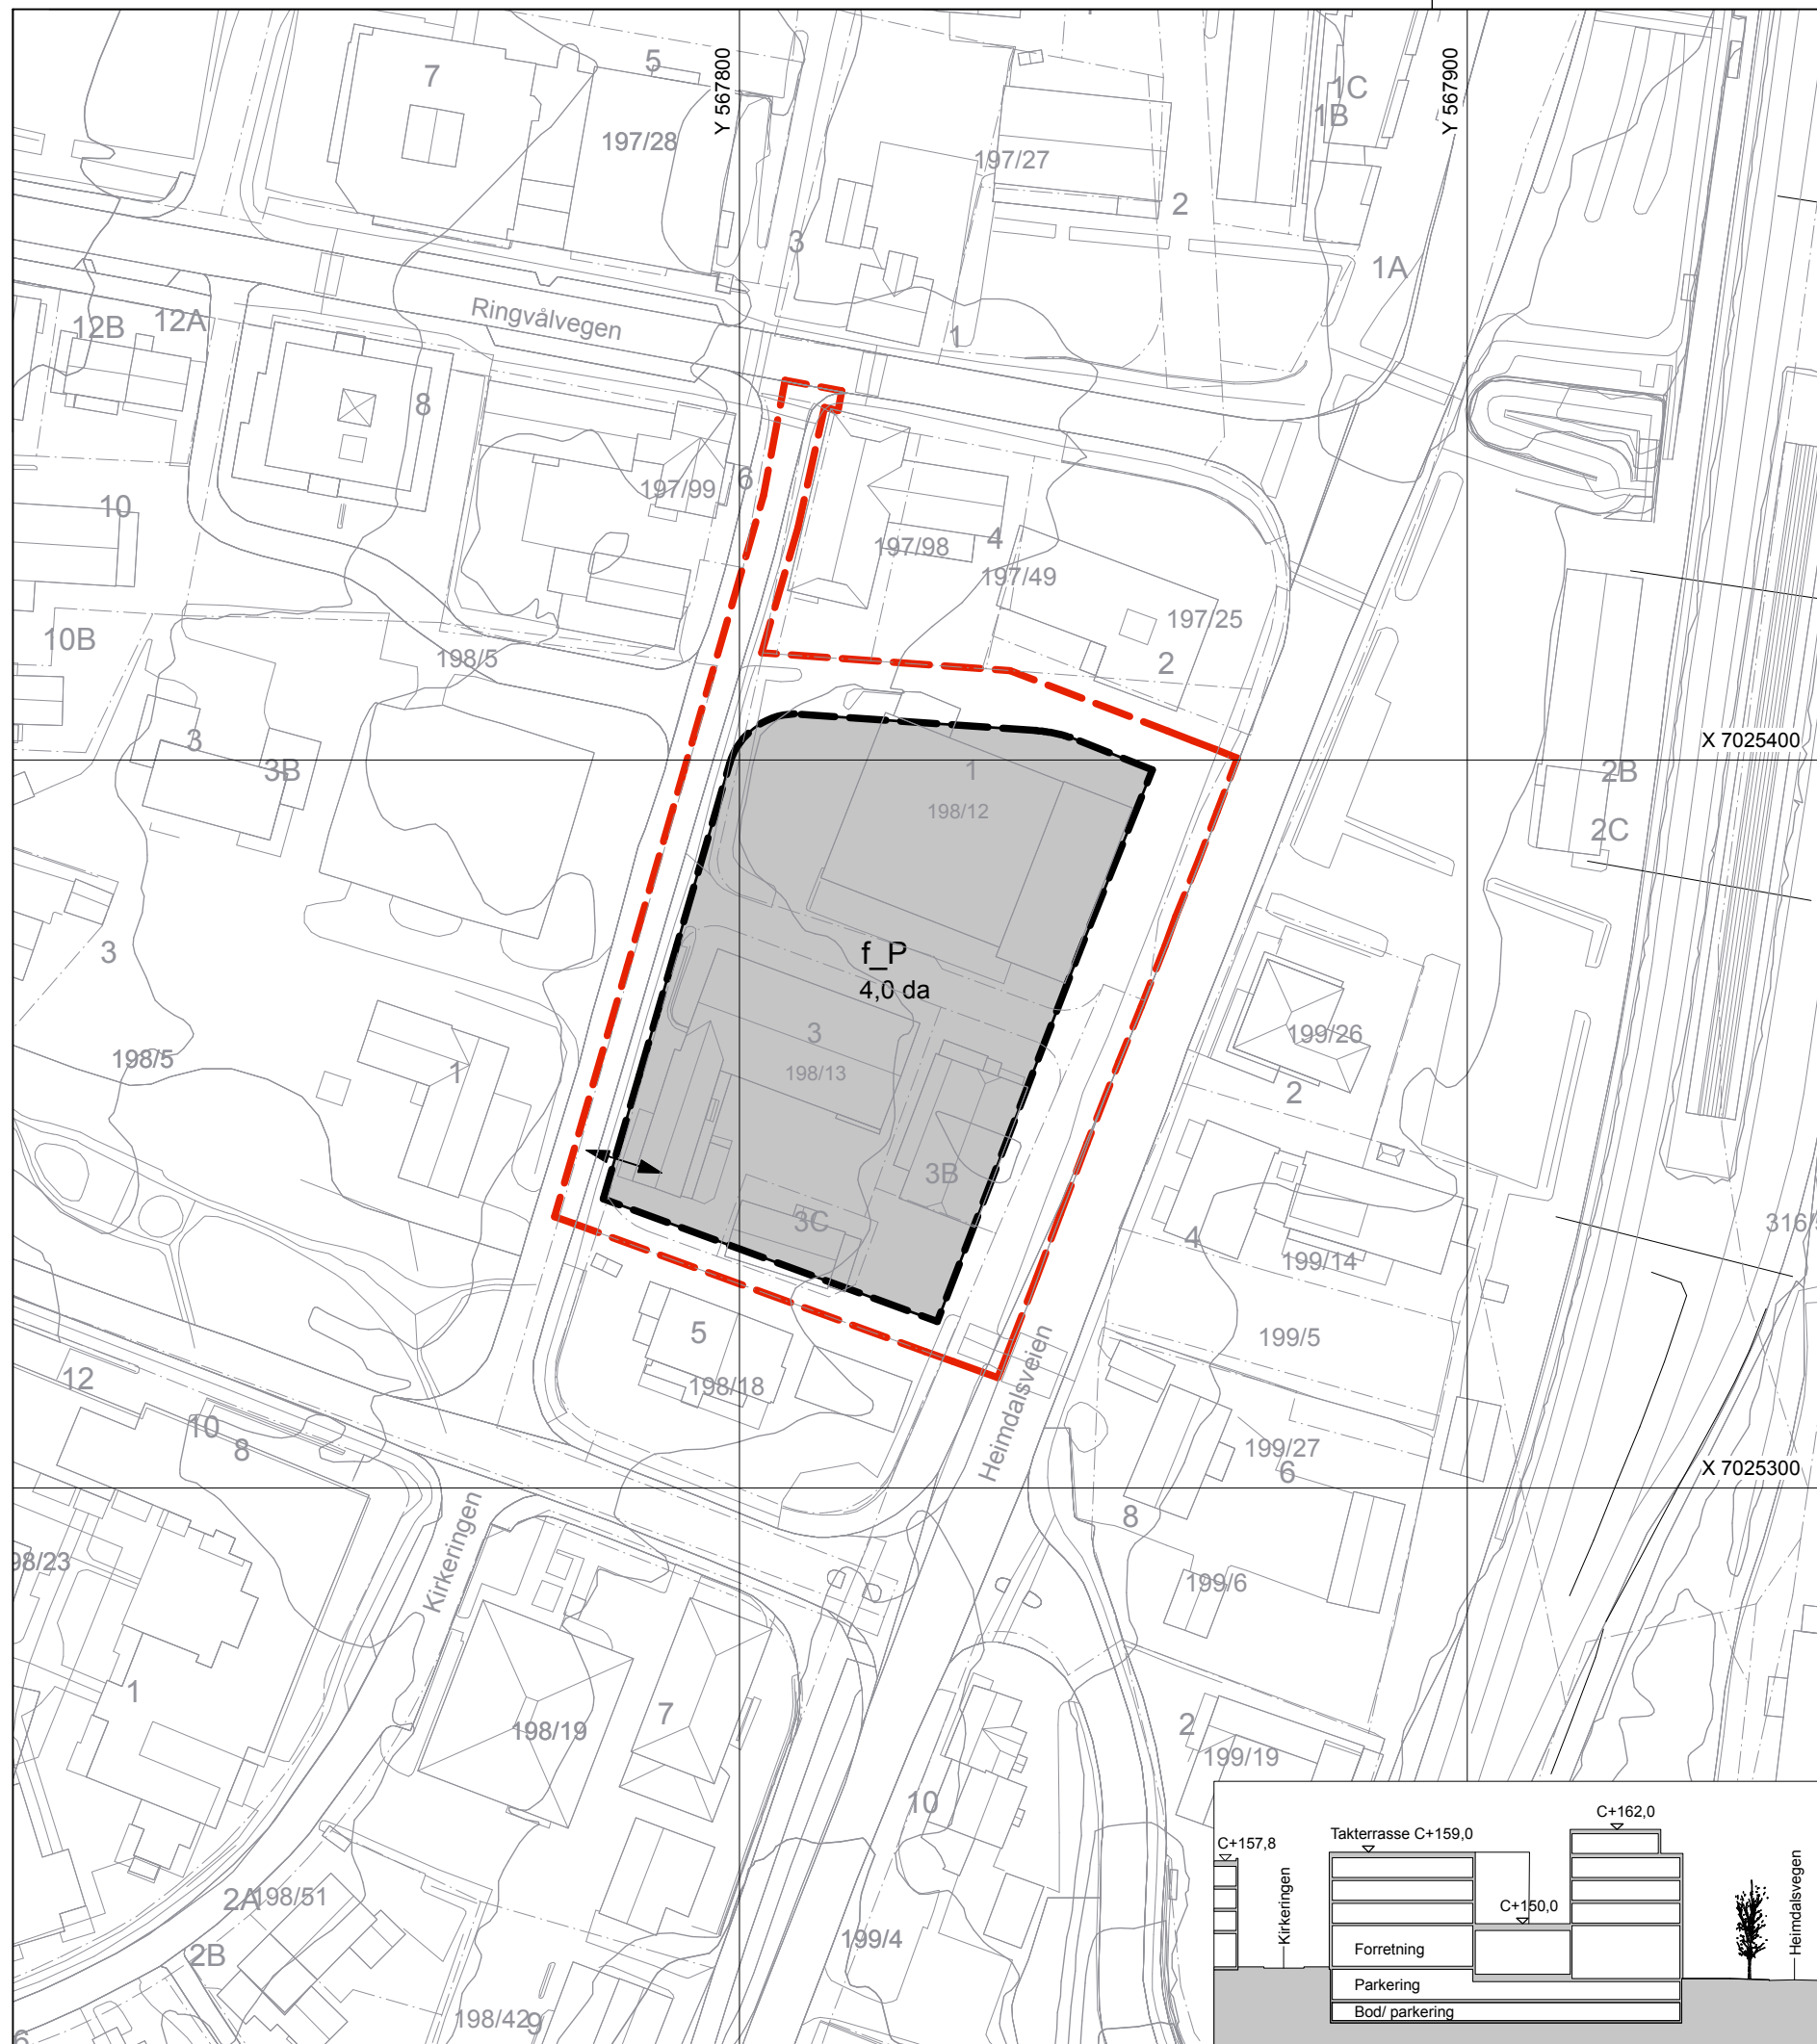 7
5
Y 567800
Y 567900
1C
1B
197/28
197/27
2
3
1A
Ringvålvegen
12B
12A
1
8
6
197/99
10
197/98
4
197/49
197/25
10B
198/5
2
X 7025400
3
3B
1
2B
198/12
2C
3
f_P
4,0 da
3
199/26
198/5
1
198/13
2
3B
3C
4
199/14
316/
5
199/5
12
198/18
Heimdalsveien
10
8
199/27
6
X 7025300
8
Kirkeringen
98/23
199/6
1
7
198/19
2
199/19
10
2A
198/51
199/4
2B
198/42
9
6
C+162,0
Takterrasse C+159,0
C+157,8
C+150,0
Kirkeringen
Heimdalsvegen
Forretning
Parkering
Bod/ parkering